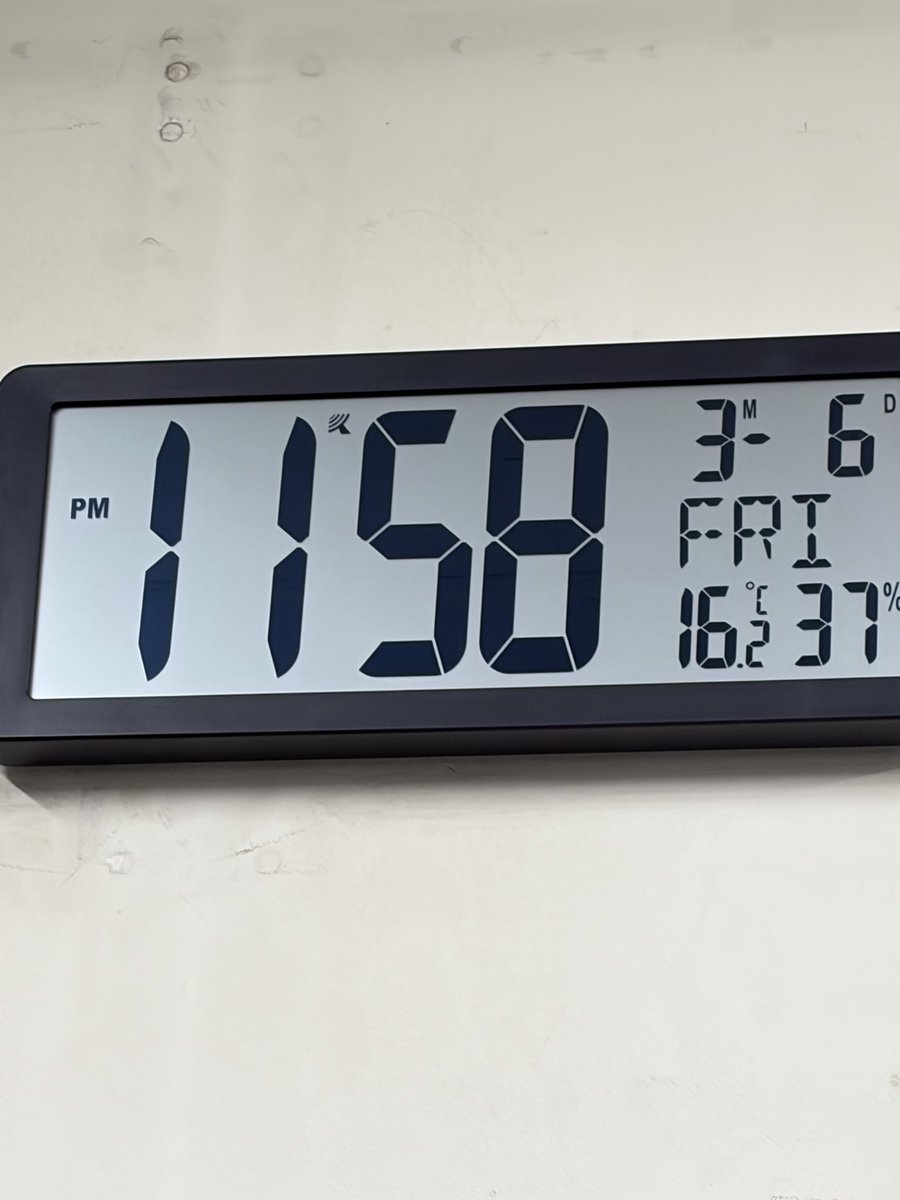 PM 11 58
3 M - 6 D
FRI
16.2 °C 37 %